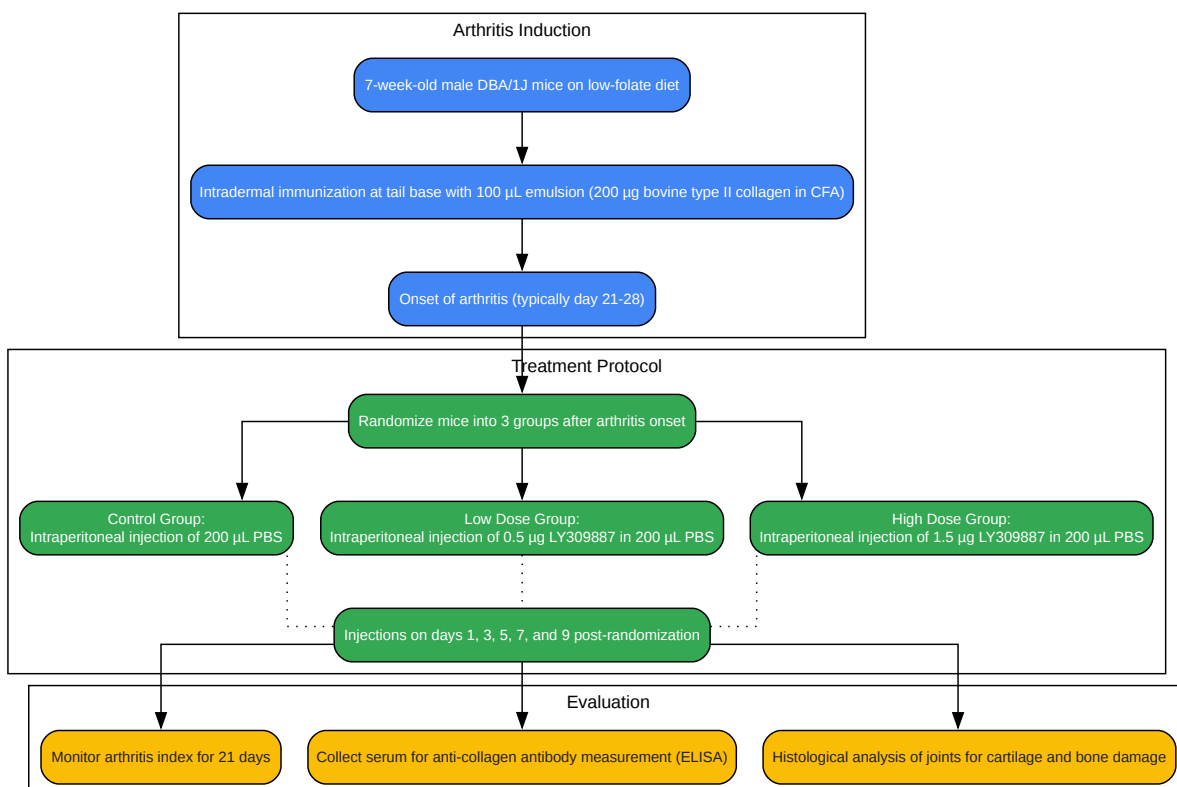 Arthritis Induction
7-week-old male DBA/1J mice on low-folate diet
Intradermal immunization at tail base with 100 µL emulsion (200 µg bovine type II collagen in CFA)
Onset of arthritis (typically day 21-28)
Treatment Protocol
Randomize mice into 3 groups after arthritis onset
Control Group:
Intraperitoneal injection of 200 µL PBS
Low Dose Group:
Intraperitoneal injection of 0.5 µg LY309887 in 200 µL PBS
High Dose Group:
Intraperitoneal injection of 1.5 µg LY309887 in 200 µL PBS
Injections on days 1, 3, 5, 7, and 9 post-randomization
Evaluation
Monitor arthritis index for 21 days
Collect serum for anti-collagen antibody measurement (ELISA)
Histological analysis of joints for cartilage and bone damage